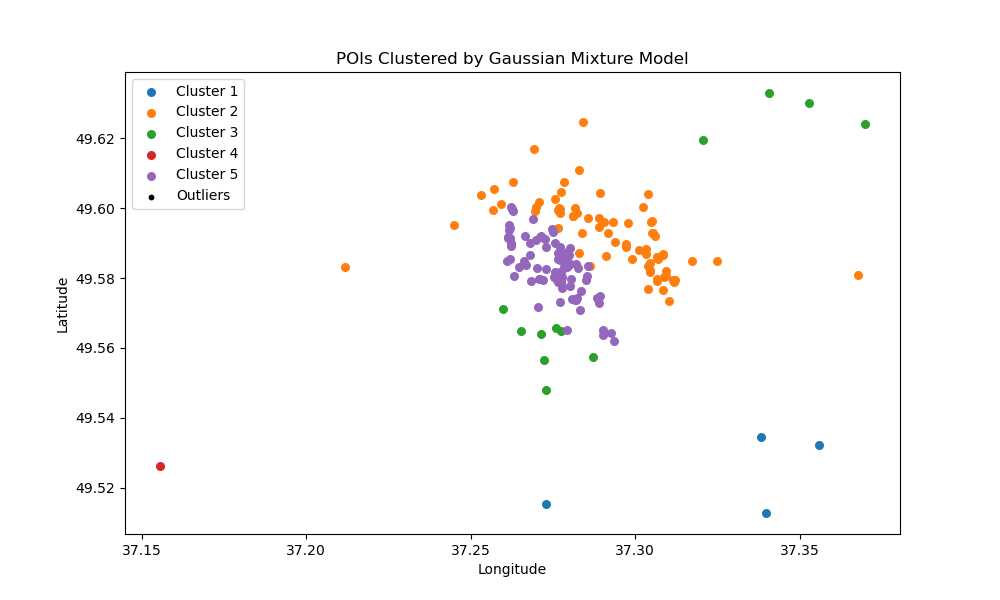 POIs Clustered by Gaussian Mixture Model
Cluster 1
Cluster 2
Cluster 3
Cluster 4
Cluster 5
Outliers
Latitude
49.62
49.60
49.58
49.56
49.54
49.52
37.15
37.20
37.25
37.30
37.35
Longitude